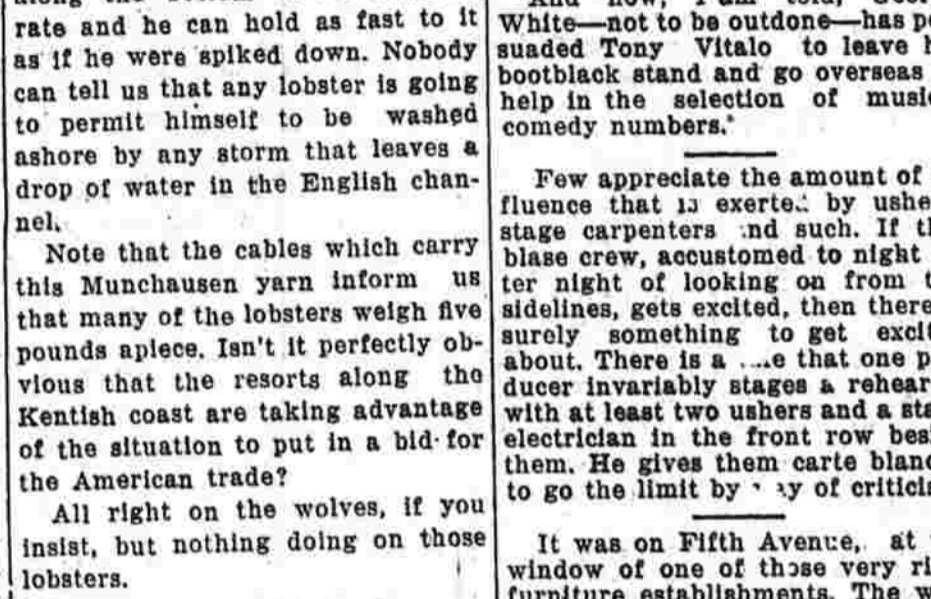 rate and he can hold as fast to it
as if he were spiked down. Nobody
can tell us that any lobster is going
to permit himself to be washed
ashore by any storm that leaves a
drop of water in the English chan-
nel.
Note that the cables which carry
this Munchausen yarn inform us
that many of the lobsters weigh five
pounds apiece. Isn't it perfectly ob-
vious that the resorts along the
Kentish coast are taking advantage
of the situation to put in a bid for
the American trade?
All right on the wolves, if you
insist, but nothing doing on those
lobsters.
White—not to be outdone—has
suaded Tony Vitalo to leave
bootblack stand and go overseas
help in the selection of
comedy numbers.
Few appreciate the amount of
fluence that is exerted by
stage carpenters and such. If
blase crew, accustomed to night
ter night of looking on from
sidelines, gets excited, then
surely something to get
about. There is a that one
ducer invariably stages a
with at least two ushers and a
electrician in the front row
them. He gives them carte
to go the limit by of
It was on Fifth Avenue, at
window of one of those very
furniture establishments. The